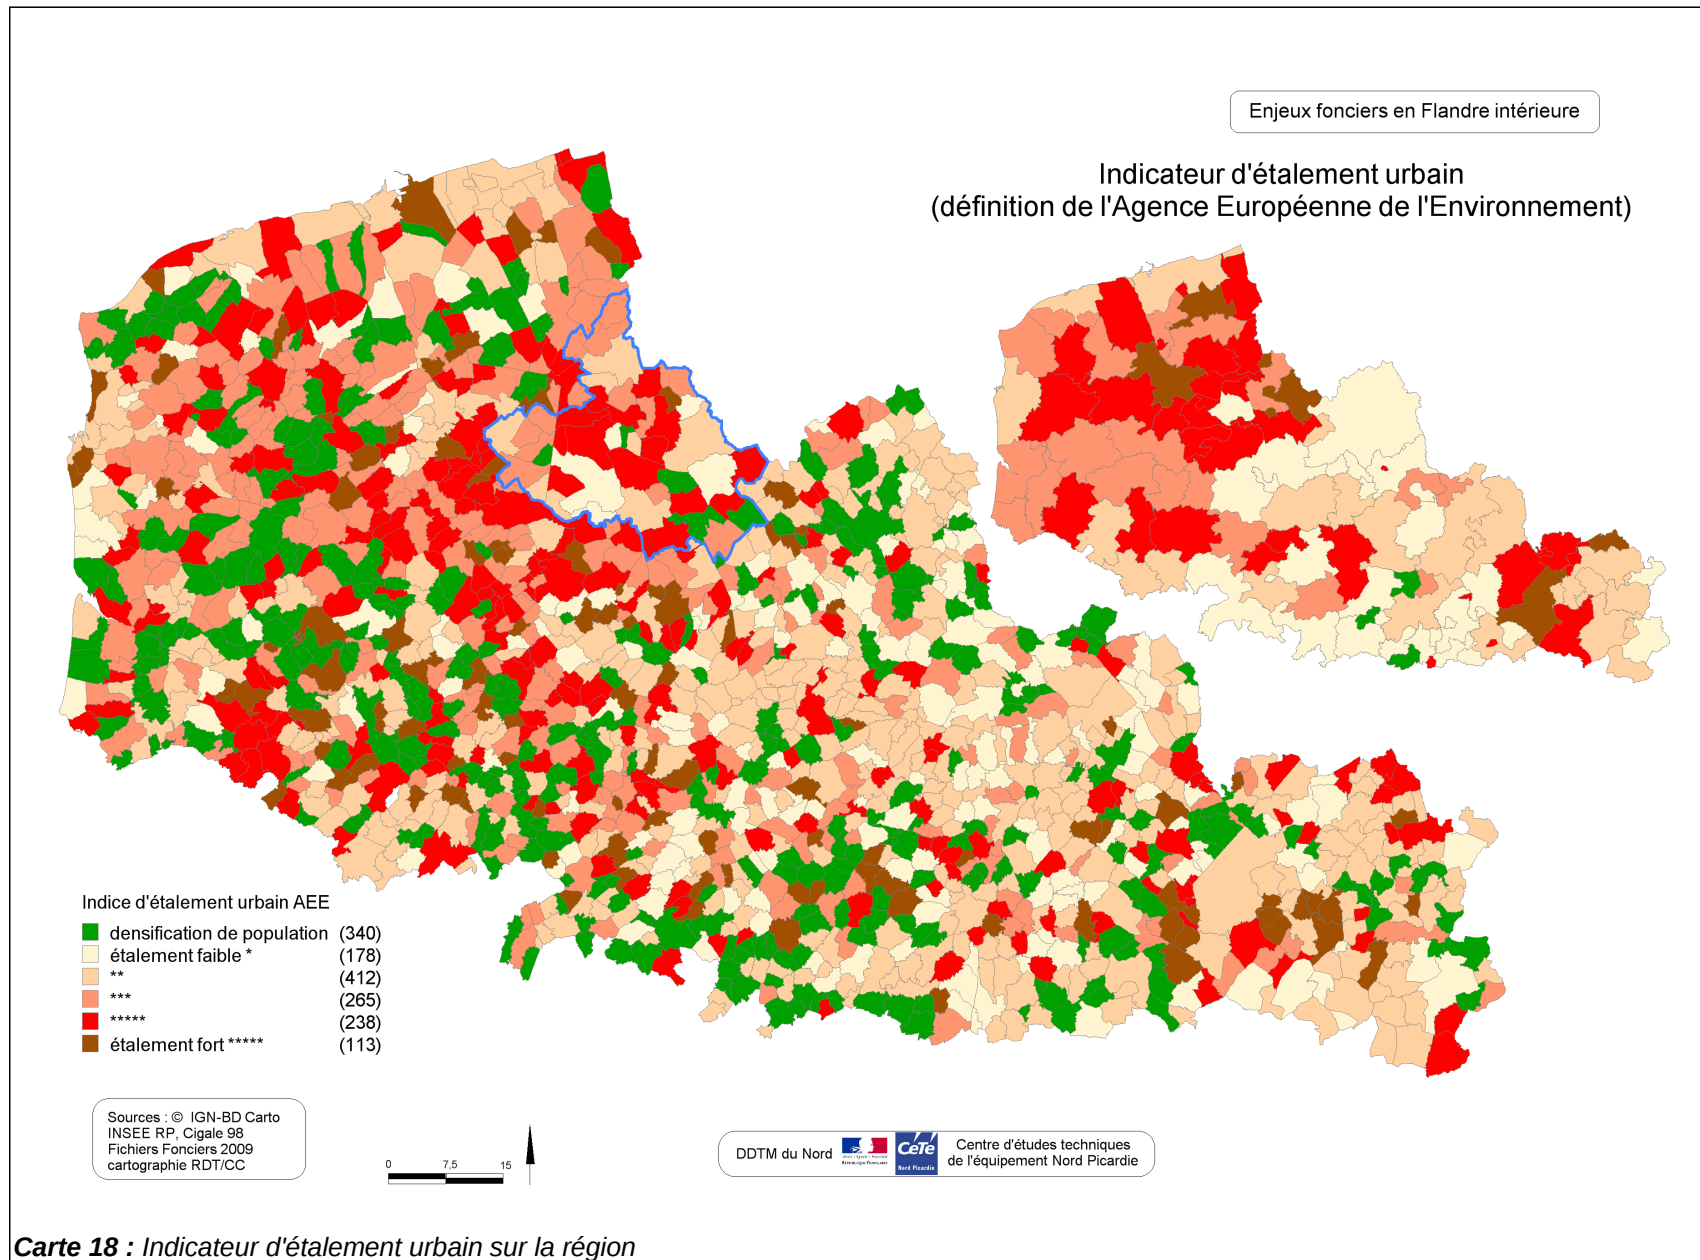 Enjeux fonciers en Flandre intérieure
Indicateur d'étalement urbain
(définition de l'Agence Européenne de l'Environnement)
Indice d'étalement urbain AEE
densification de population (340)
étalement faible * (178)
** (412)
*** (265)
***** (238)
étalement fort ***** (113)
Sources : © IGN-BD Carto
INSEE RP, Cigale 98
Fichiers Fonciers 2009
cartographie RDT/CC
0 7,5 15
DDTM du Nord
RÉPUBLIQUE FRANÇAISE
CeTe
Nord Picardie
Centre d'études techniques
de l'équipement Nord Picardie
Carte 18 : Indicateur d'étalement urbain sur la région